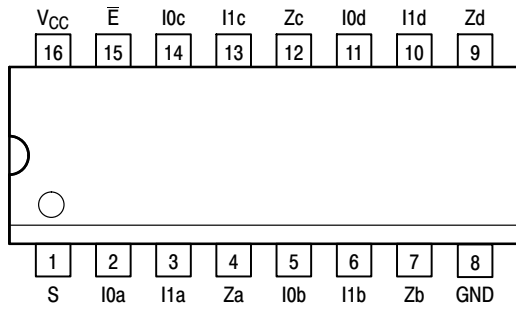 V_CC E̅ I0c I1c Zc I0d I1d Zd
16 15 14 13 12 11 10 9
1 2 3 4 5 6 7 8
S I0a I1a Za I0b I1b Zb GND